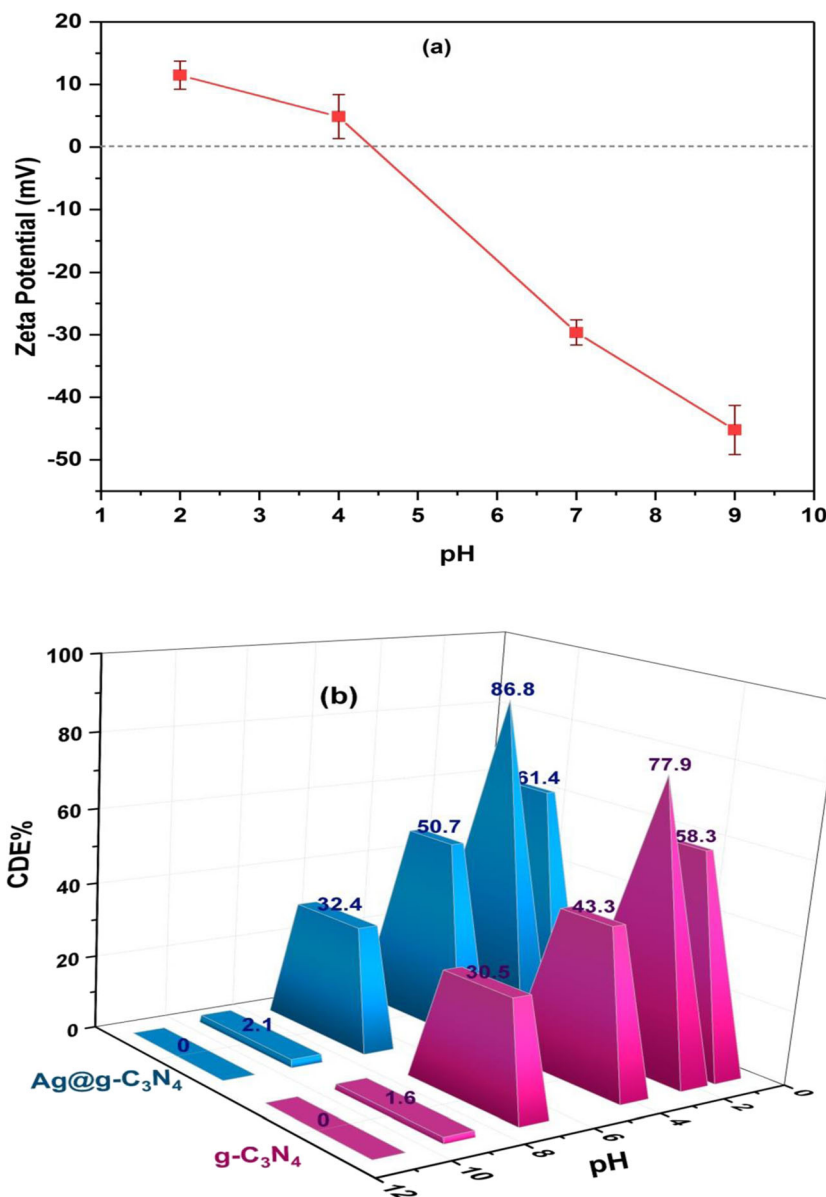 (a)
Zeta Potential (mV)
20
10
0
-10
-20
-30
-40
-50
1 2 3 4 5 6 7 8 9 10
pH
(b)
CDE%
100
80
60
40
20
0
86.8
61.4
77.9
50.7
58.3
32.4
43.3
30.5
2.1
0
1.6
0
Ag@g-C₃N₄
g-C₃N₄
12 10 8 6 4 2 0
pH